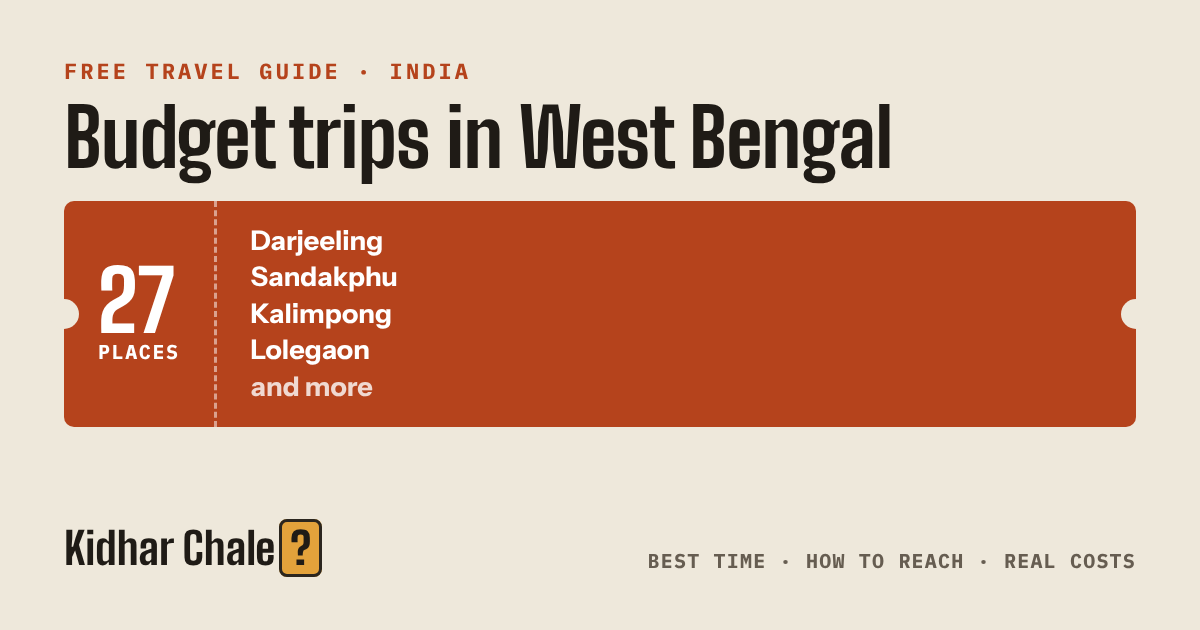 FREE TRAVEL GUIDE · INDIA
Budget trips in West Bengal
27
PLACES
Darjeeling
Sandakphu
Kalimpong
Lolegaon
and more
Kidhar Chale ?
BEST TIME · HOW TO REACH · REAL COSTS